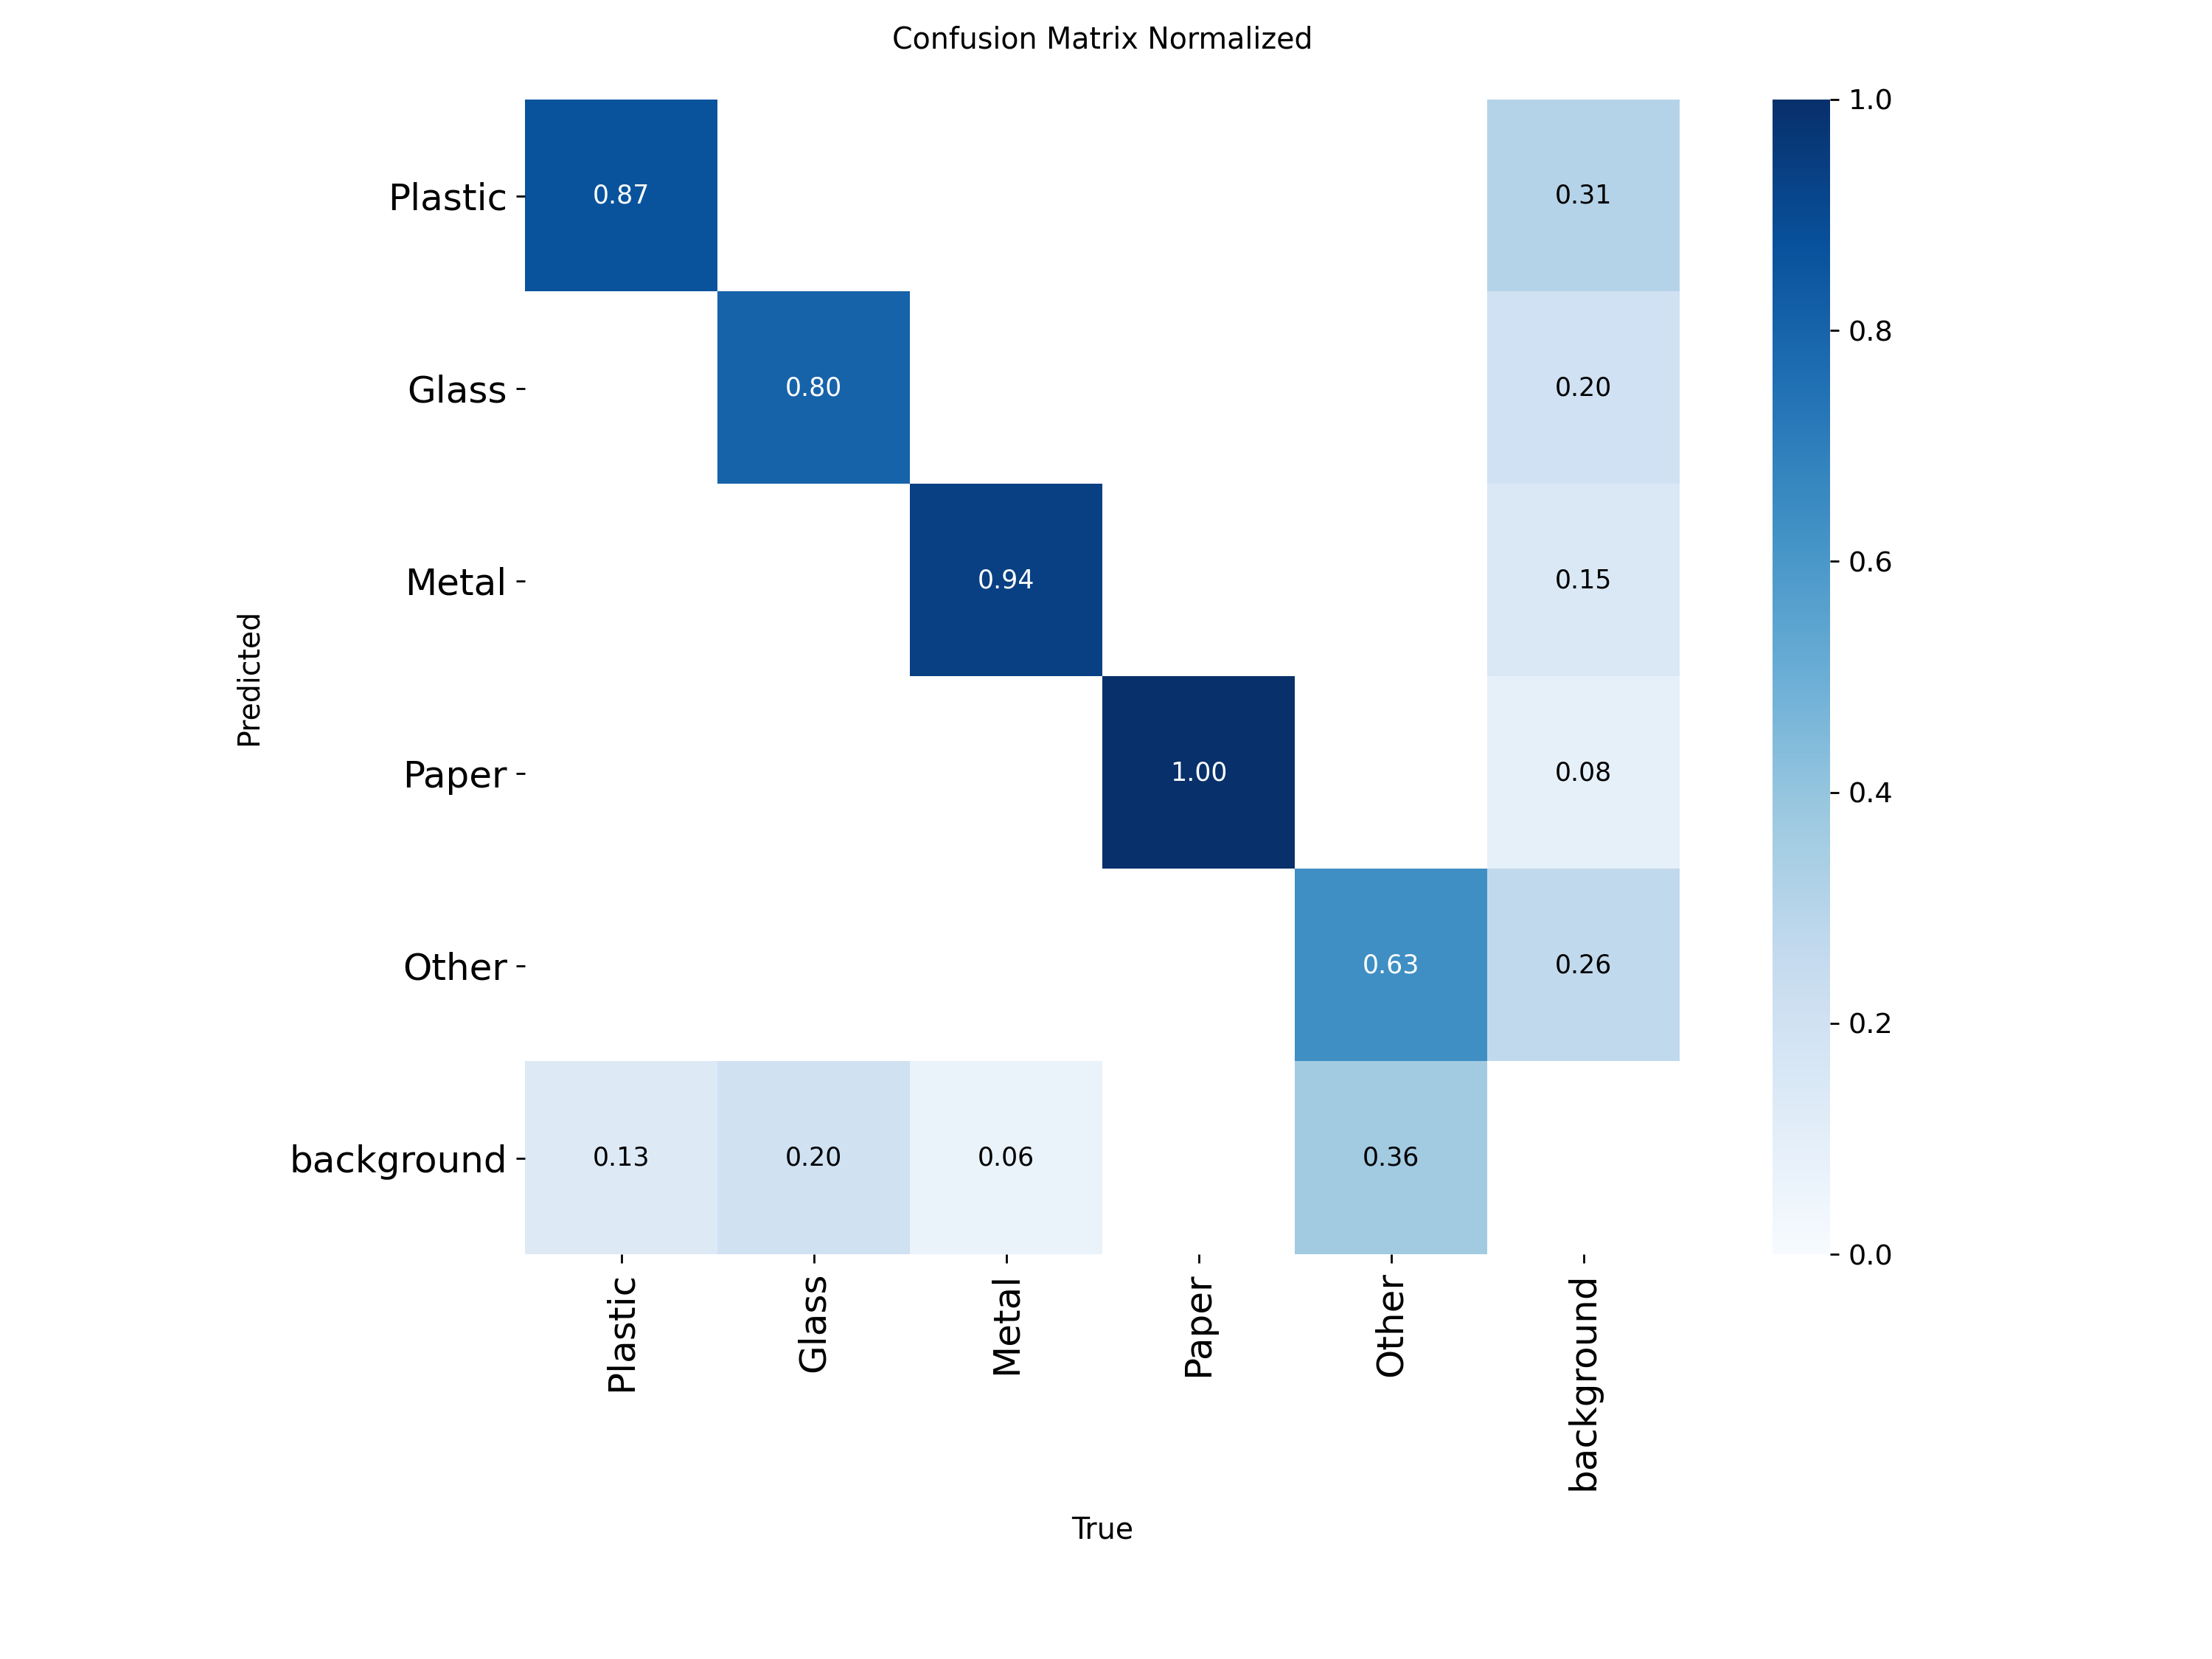 Confusion Matrix Normalized
Plastic 0.87 0.31
Glass 0.80 0.20
Metal 0.94 0.15
Paper 1.00 0.08
Other 0.63 0.26
background 0.13 0.20 0.06 0.36
Predicted
Plastic Glass Metal Paper Other background
True
1.0
0.8
0.6
0.4
0.2
0.0